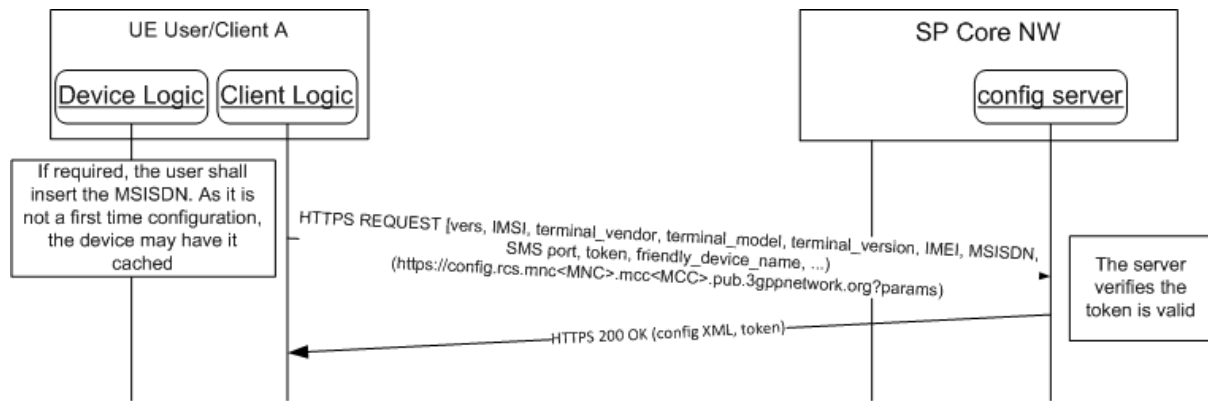 UE User/Client A
SP Core NW
Device Logic
Client Logic
config server
If required, the user shall
insert the MSISDN. As it is
not a first time configuration,
the device may have it
cached
HTTPS REQUEST [vers, IMSI, terminal_vendor, terminal_model, terminal_version, IMEI, MSISDN,
SMS port, token, friendly_device_name, ...)
(https://config.rcs.mnc<MNC>.mcc<MCC>.pub.3gppnetwork.org?params)
The server
verifies the
token is valid
HTTPS 200 OK (config XML, token)